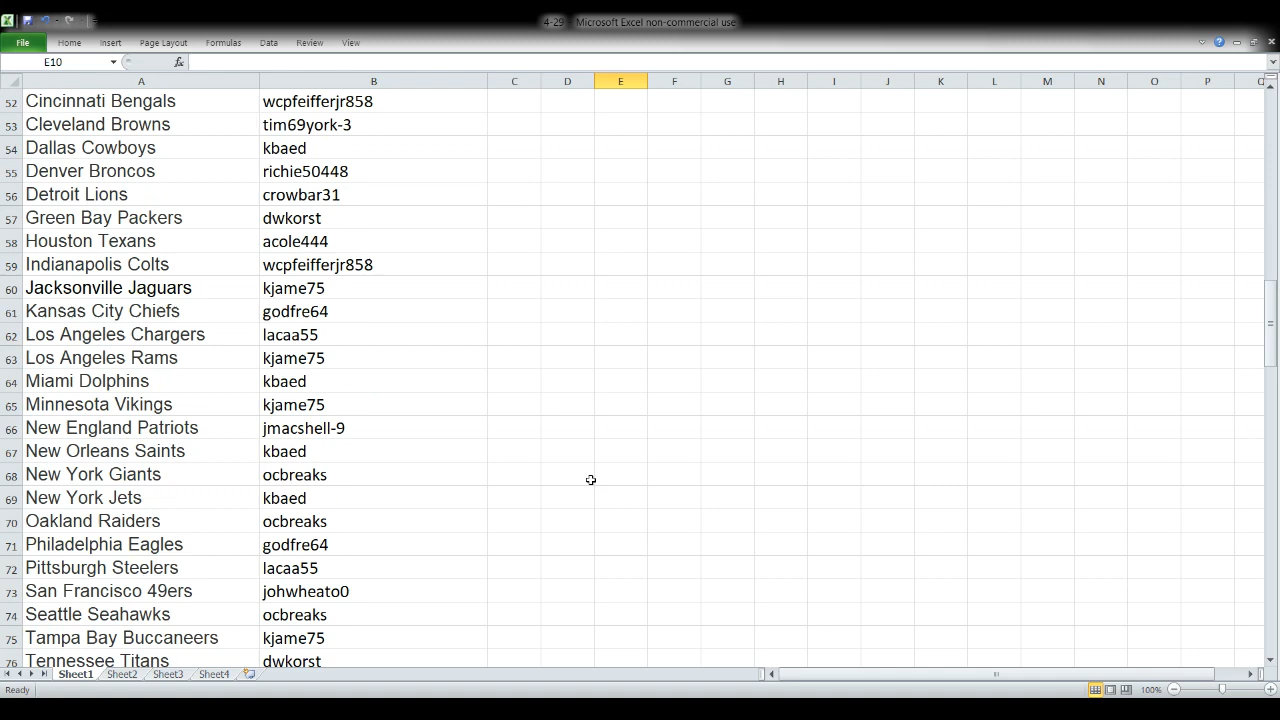 4-29 - Microsoft Excel non-commercial use
File Home Insert Page Layout Formulas Data Review View
E10 fx
A B C D E F G H I J K L M N O P Q
52 Cincinnati Bengals wcpfeifferjr858
53 Cleveland Browns tim69york-3
54 Dallas Cowboys kbaed
55 Denver Broncos richie50448
56 Detroit Lions crowbar31
57 Green Bay Packers dwkorst
58 Houston Texans acole444
59 Indianapolis Colts wcpfeifferjr858
60 Jacksonville Jaguars kjame75
61 Kansas City Chiefs godfre64
62 Los Angeles Chargers lacaa55
63 Los Angeles Rams kjame75
64 Miami Dolphins kbaed
65 Minnesota Vikings kjame75
66 New England Patriots jmacshell-9
67 New Orleans Saints kbaed
68 New York Giants ocbreaks
69 New York Jets kbaed
70 Oakland Raiders ocbreaks
71 Philadelphia Eagles godfre64
72 Pittsburgh Steelers lacaa55
73 San Francisco 49ers johwheato0
74 Seattle Seahawks ocbreaks
75 Tampa Bay Buccaneers kjame75
76 Tennessee Titans dwkorst
Sheet1 Sheet2 Sheet3 Sheet4
Ready 100%